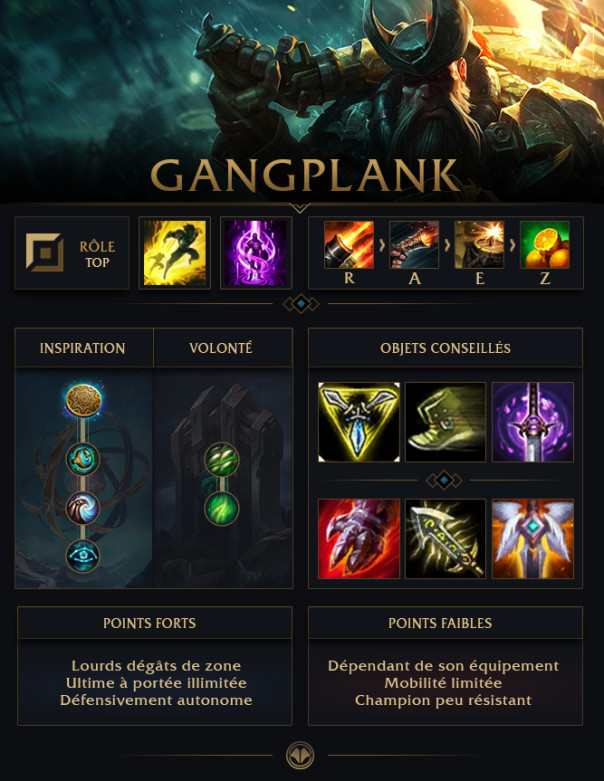 GANGPLANK
RÔLE
TOP
R
A
E
Z
INSPIRATION
VOLONTÉ
OBJETS CONSEILLÉS
POINTS FORTS
Lourds dégâts de zone
Ultime à portée illimitée
Défensivement autonome
POINTS FAIBLES
Dépendant de son équipement
Mobilité limitée
Champion peu résistant